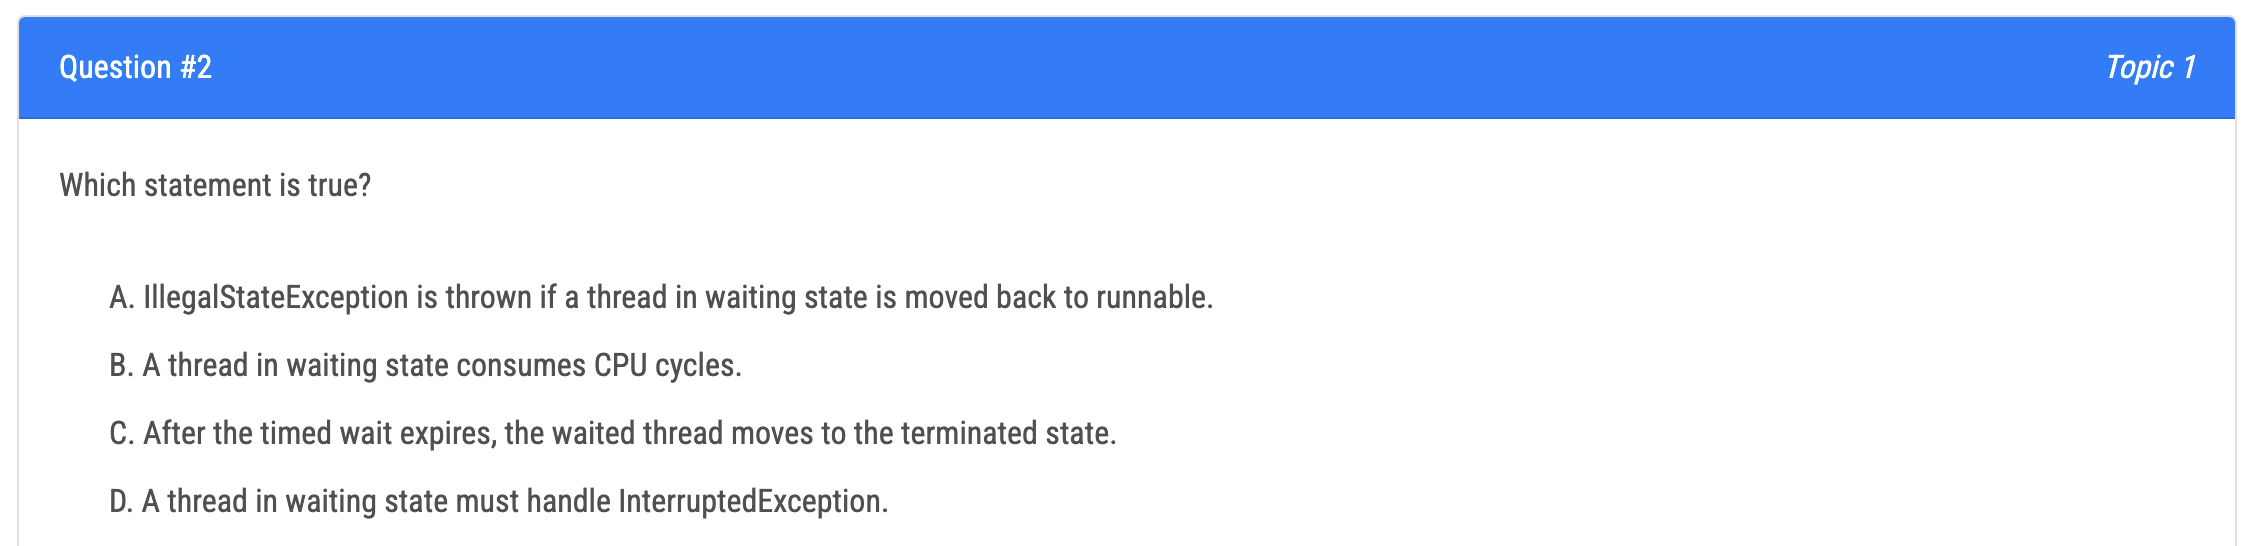 Question #2
Topic 1
Which statement is true?
A. IllegalStateException is thrown if a thread in waiting state is moved back to runnable.
B. A thread in waiting state consumes CPU cycles.
C. After the timed wait expires, the waited thread moves to the terminated state.
D. A thread in waiting state must handle InterruptedException.